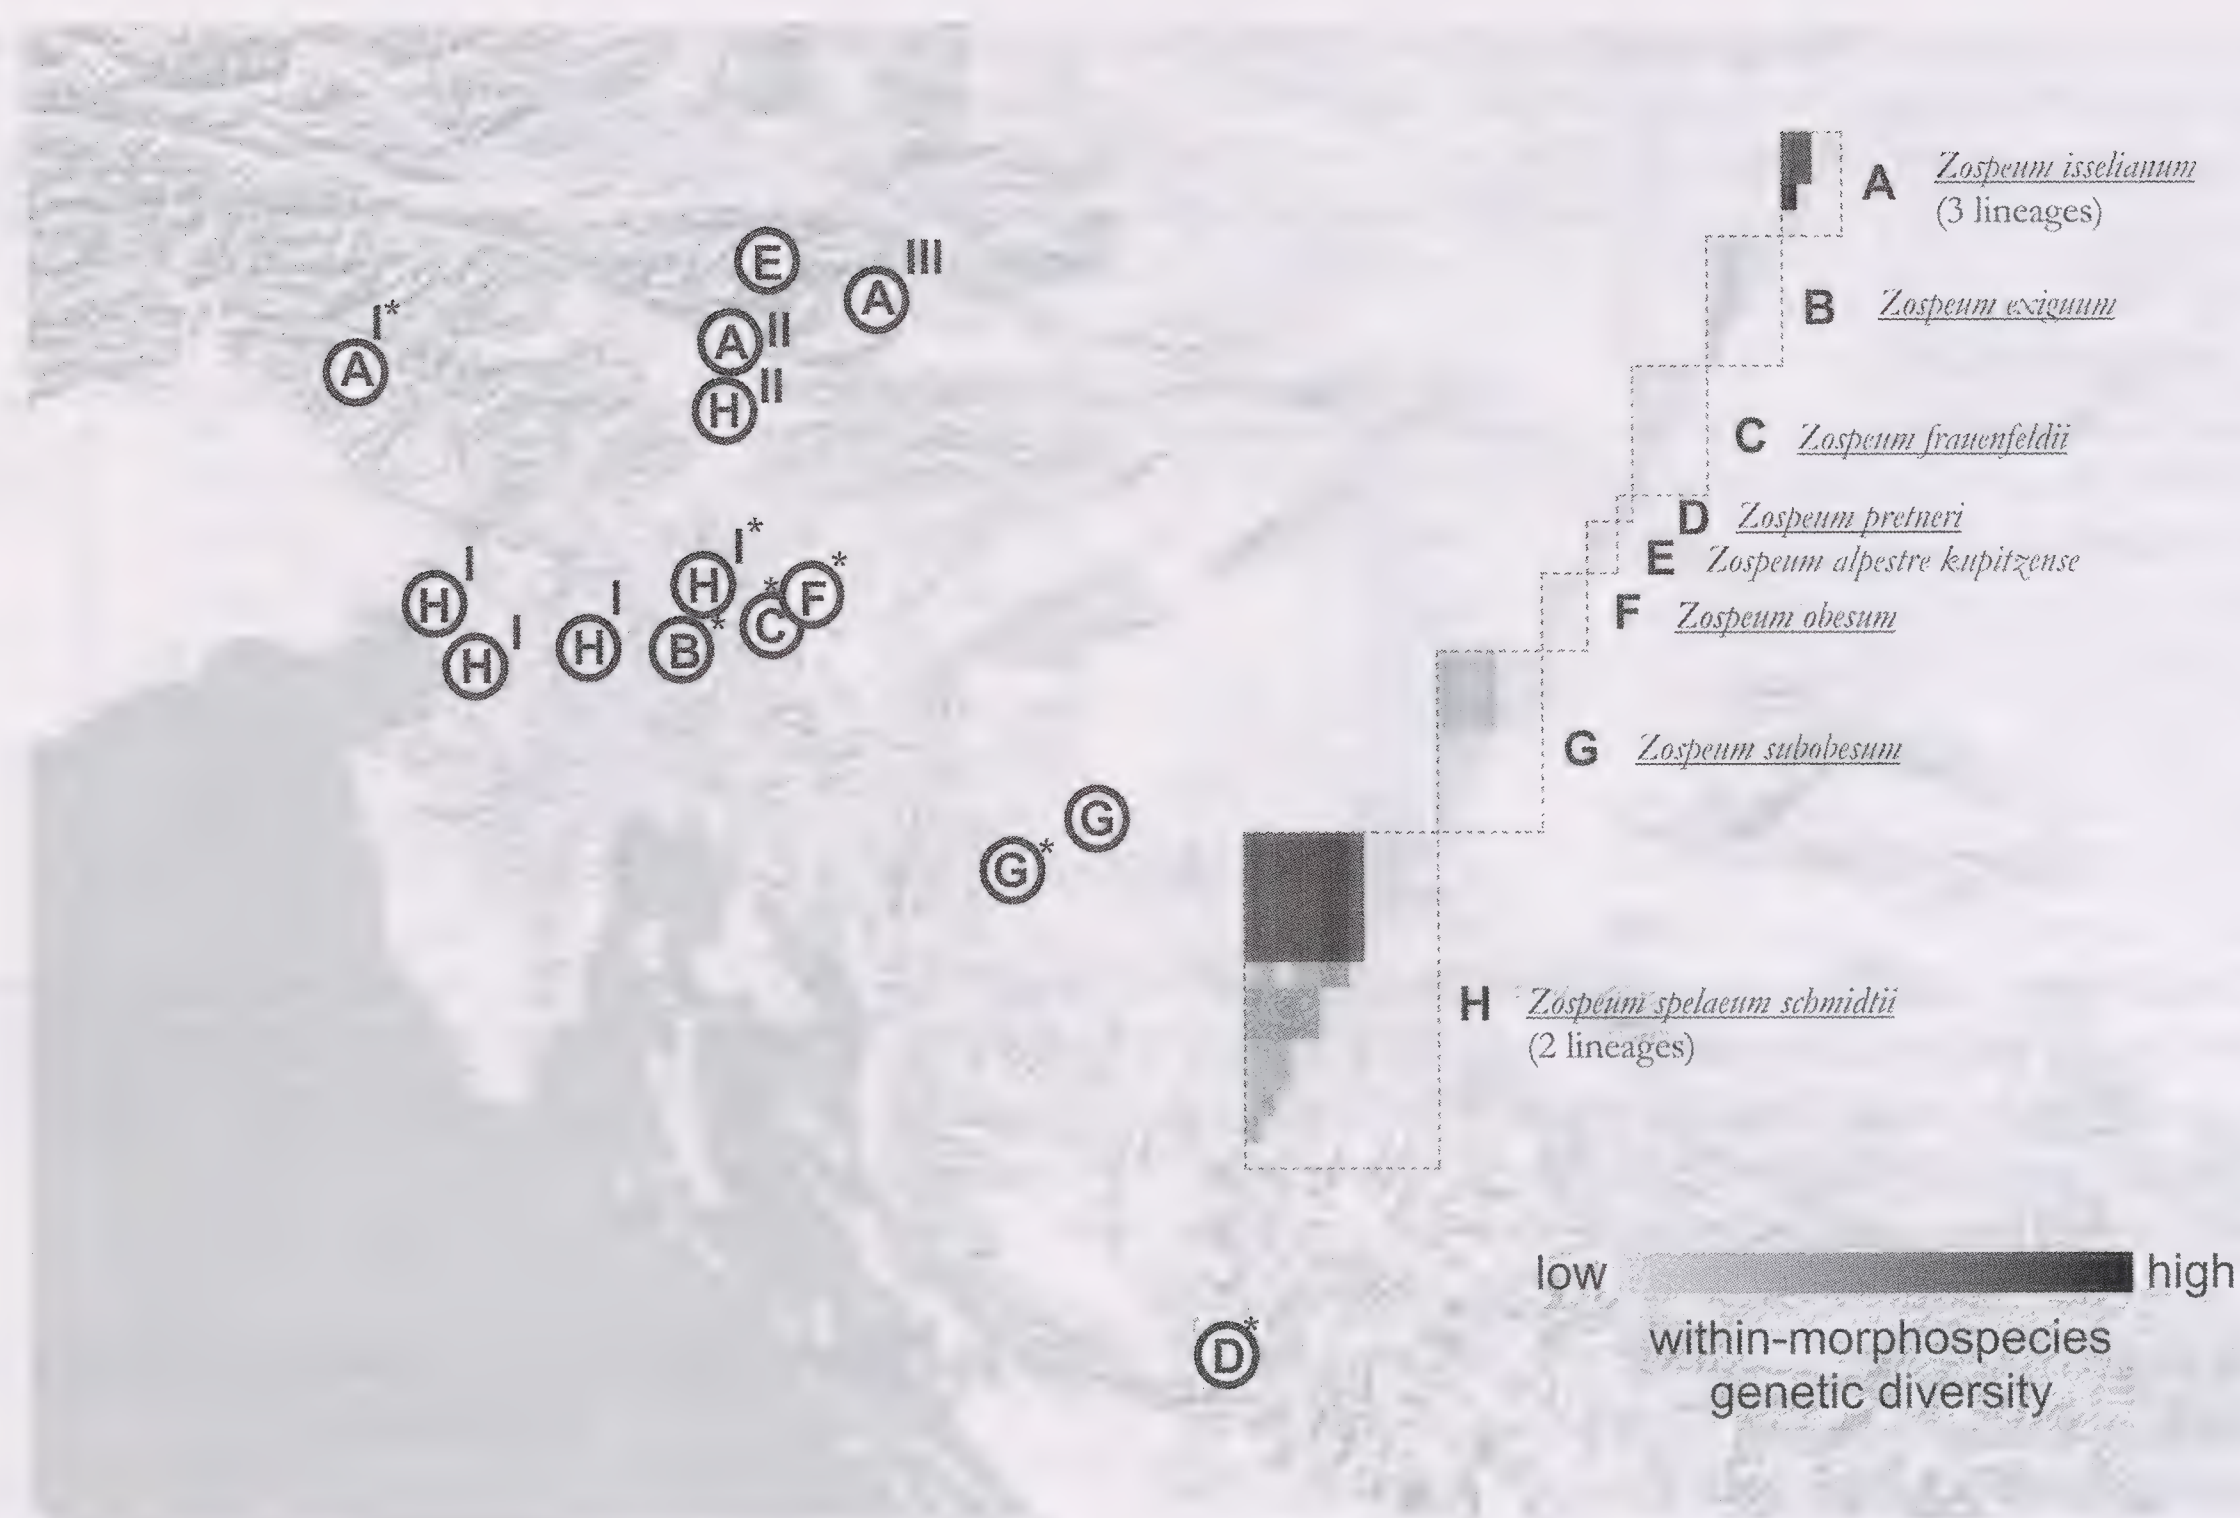 E
III
A
I*
A
A II
H II
I*
H
I
H
I
H
I
H
B*
C*
F*
G
G*
D*
A Zospeum isselianum
(3 lineages)
B Zospeum exiguum
C Zospeum frauenfeldii
D Zospeum pretneri
E Zospeum alpestre kupitzense
F Zospeum obesum
G Zospeum subobesum
H Zospeum spelaeum schmidtii
(2 lineages)
low high
within-morphospecies
genetic diversity